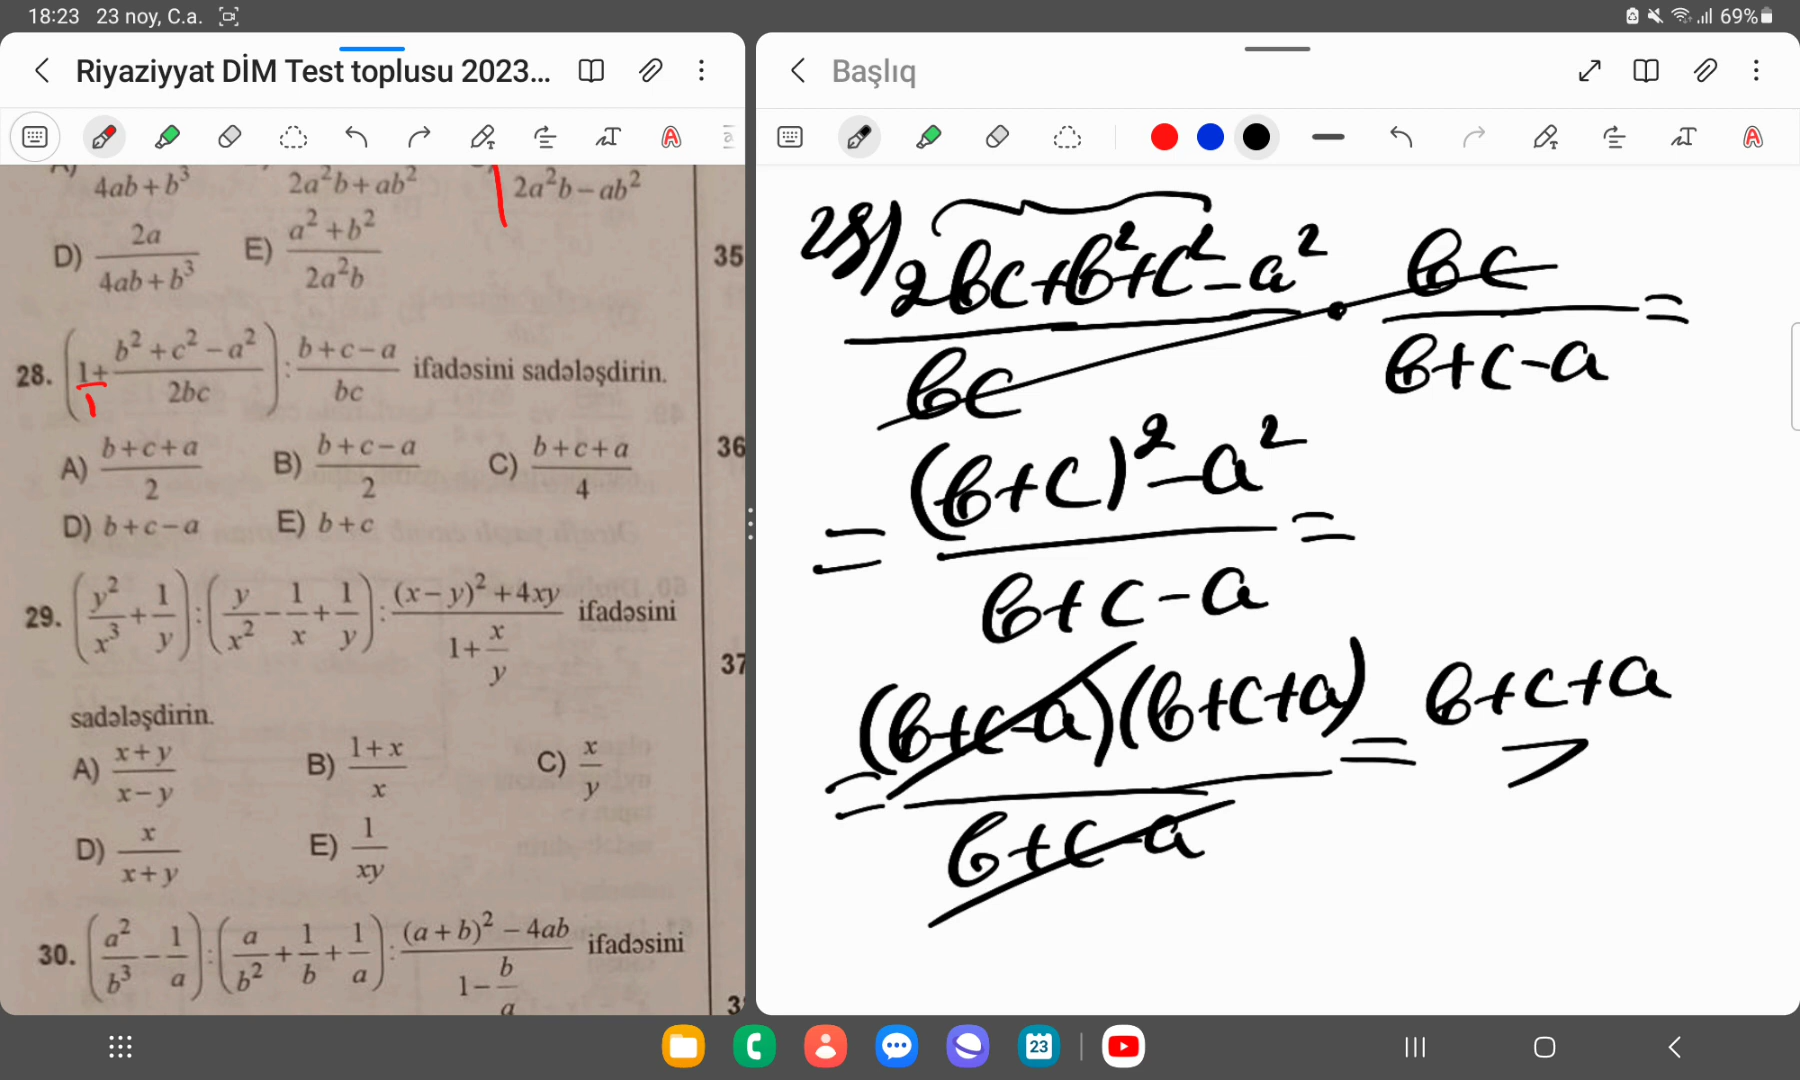 18:23 23 noy, C.a. 69%
Riyaziyyat DİM Test toplusu 2023...
4ab+b³ 2a²b+ab² 2a²b−ab²
D) 2a/(4ab+b³) E) (a²+b²)/(2a²b)
28. (1+(b²+c²−a²)/(2bc)) : (b+c−a)/(bc) ifadəsini sadələşdirin.
1
A) (b+c+a)/2 B) (b+c−a)/2 C) (b+c+a)/4
D) b+c−a E) b+c
29. (y²/x³+1/y):(y/x²−1/x+1/y):((x−y)²+4xy)/(1+x/y) ifadəsini
sadələşdirin.
A) (x+y)/(x−y) B) (1+x)/x C) x/y
D) x/(x+y) E) 1/(xy)
30. (a²/b³−1/a):(a/b²+1/b+1/a):((a+b)²−4ab)/(1−b/a) ifadəsini
35
36
37
Başlıq
28) (2bc+b²+c²−a²)/(bc) · (bc)/(b+c−a) =
= ((b+c)²−a²)/(b+c−a) =
= ((b+c−a)(b+c+a))/(b+c−a) = b+c+a
23